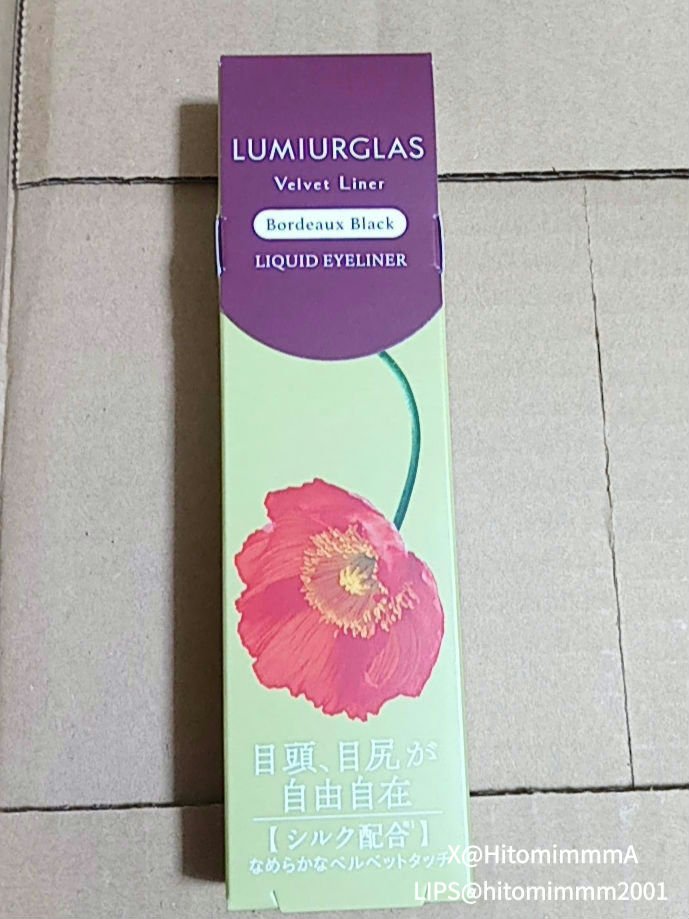 LUMIURGLAS
Velvet Liner
Bordeaux Black
LIQUID EYELINER
目頭、目尻が
自由自在
【シルク配合※1】
なめらかなベルベットタッチ
X@HitomimmmA
LIPS@hitomimmm2001